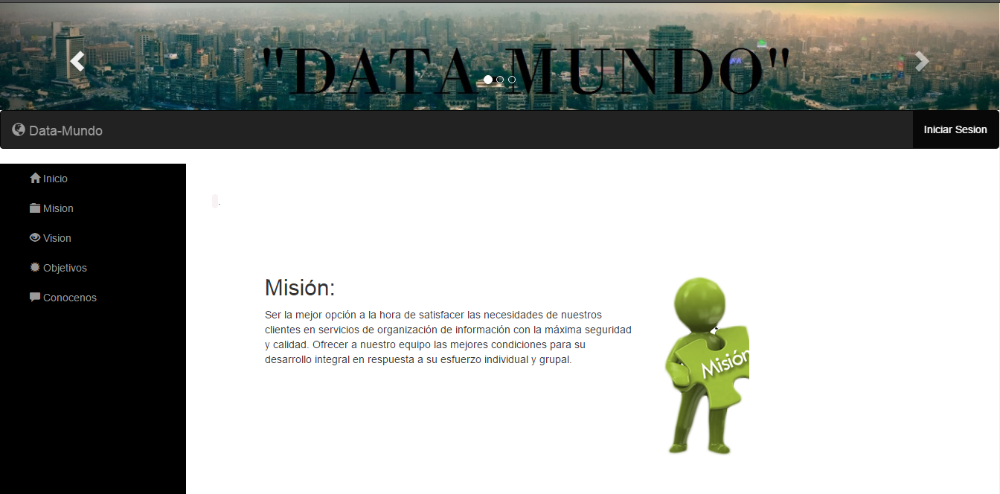 "DATA MUNDO"
Data-Mundo
Iniciar Sesion
Inicio
Mision
Vision
Objetivos
Conocenos
.
Misión:
Ser la mejor opción a la hora de satisfacer las necesidades de nuestros
clientes en servicios de organización de información con la máxima seguridad
y calidad. Ofrecer a nuestro equipo las mejores condiciones para su
desarrollo integral en respuesta a su esfuerzo individual y grupal.
Misión